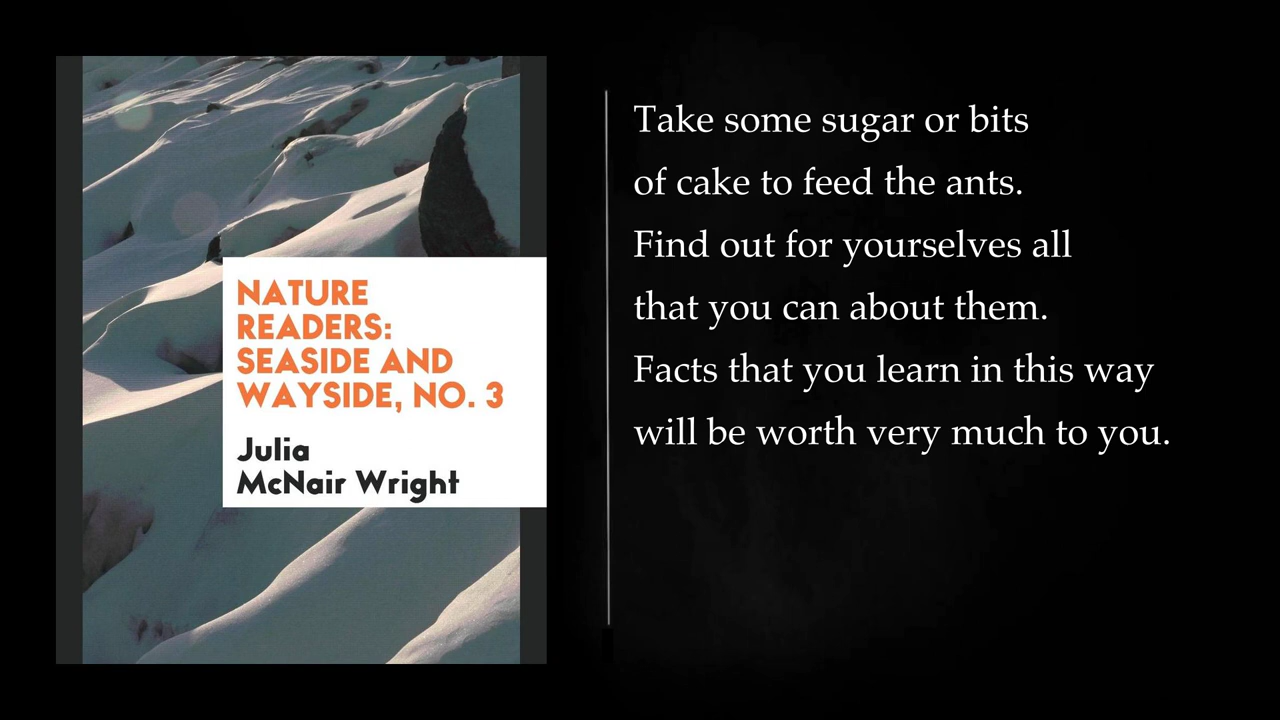 NATURE
READERS:
SEASIDE AND
WAYSIDE, NO. 3
Julia
McNair Wright
Take some sugar or bits
of cake to feed the ants.
Find out for yourselves all
that you can about them.
Facts that you learn in this way
will be worth very much to you.